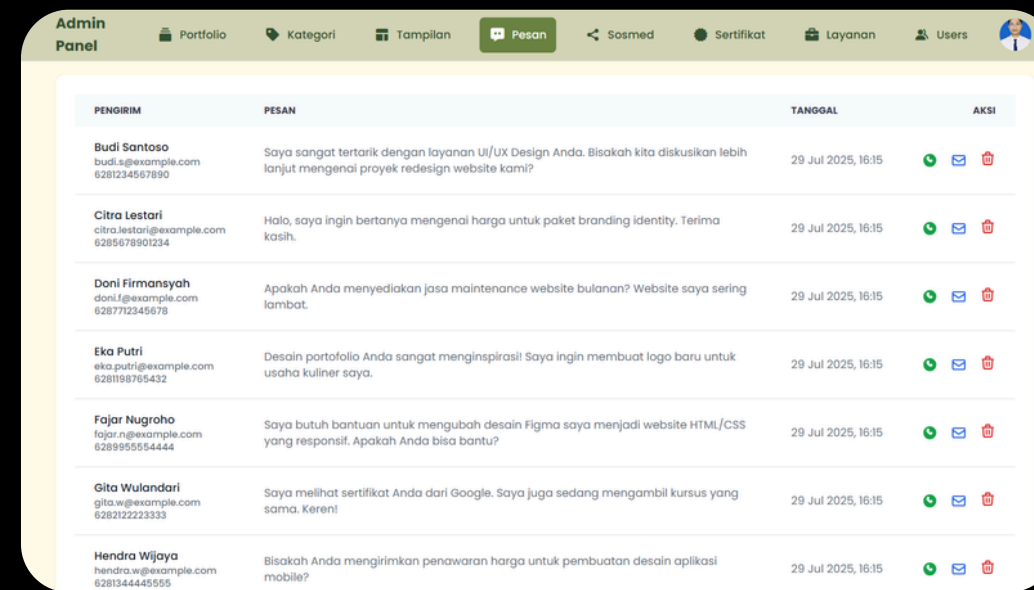 Admin
Panel
Portfolio
Kategori
Tampilan
Pesan
Sosmed
Sertifikat
Layanan
Users
PENGIRIM PESAN TANGGAL AKSI
Budi Santoso
budi.s@example.com
6281234567890
Saya sangat tertarik dengan layanan UI/UX Design Anda. Bisakah kita diskusikan lebih
lanjut mengenai proyek redesign website kami?
29 Jul 2025, 16:15
Citra Lestari
citra.lestari@example.com
6285678901234
Halo, saya ingin bertanya mengenai harga untuk paket branding identity. Terima
kasih.
29 Jul 2025, 16:15
Doni Firmansyah
doni.f@example.com
6287712345678
Apakah Anda menyediakan jasa maintenance website bulanan? Website saya sering
lambat.
29 Jul 2025, 16:15
Eka Putri
eka.putri@example.com
6281198765432
Desain portofolio Anda sangat menginspirasi! Saya ingin membuat logo baru untuk
usaha kuliner saya.
29 Jul 2025, 16:15
Fajar Nugroho
fajar.n@example.com
6289955554444
Saya butuh bantuan untuk mengubah desain Figma saya menjadi website HTML/CSS
yang responsif. Apakah Anda bisa bantu?
29 Jul 2025, 16:15
Gita Wulandari
gita.w@example.com
6282122223333
Saya melihat sertifikat Anda dari Google. Saya juga sedang mengambil kursus yang
sama. Keren!
29 Jul 2025, 16:15
Hendra Wijaya
hendra.w@example.com
6281344445555
Bisakah Anda mengirimkan penawaran harga untuk pembuatan desain aplikasi
mobile?
29 Jul 2025, 16:15